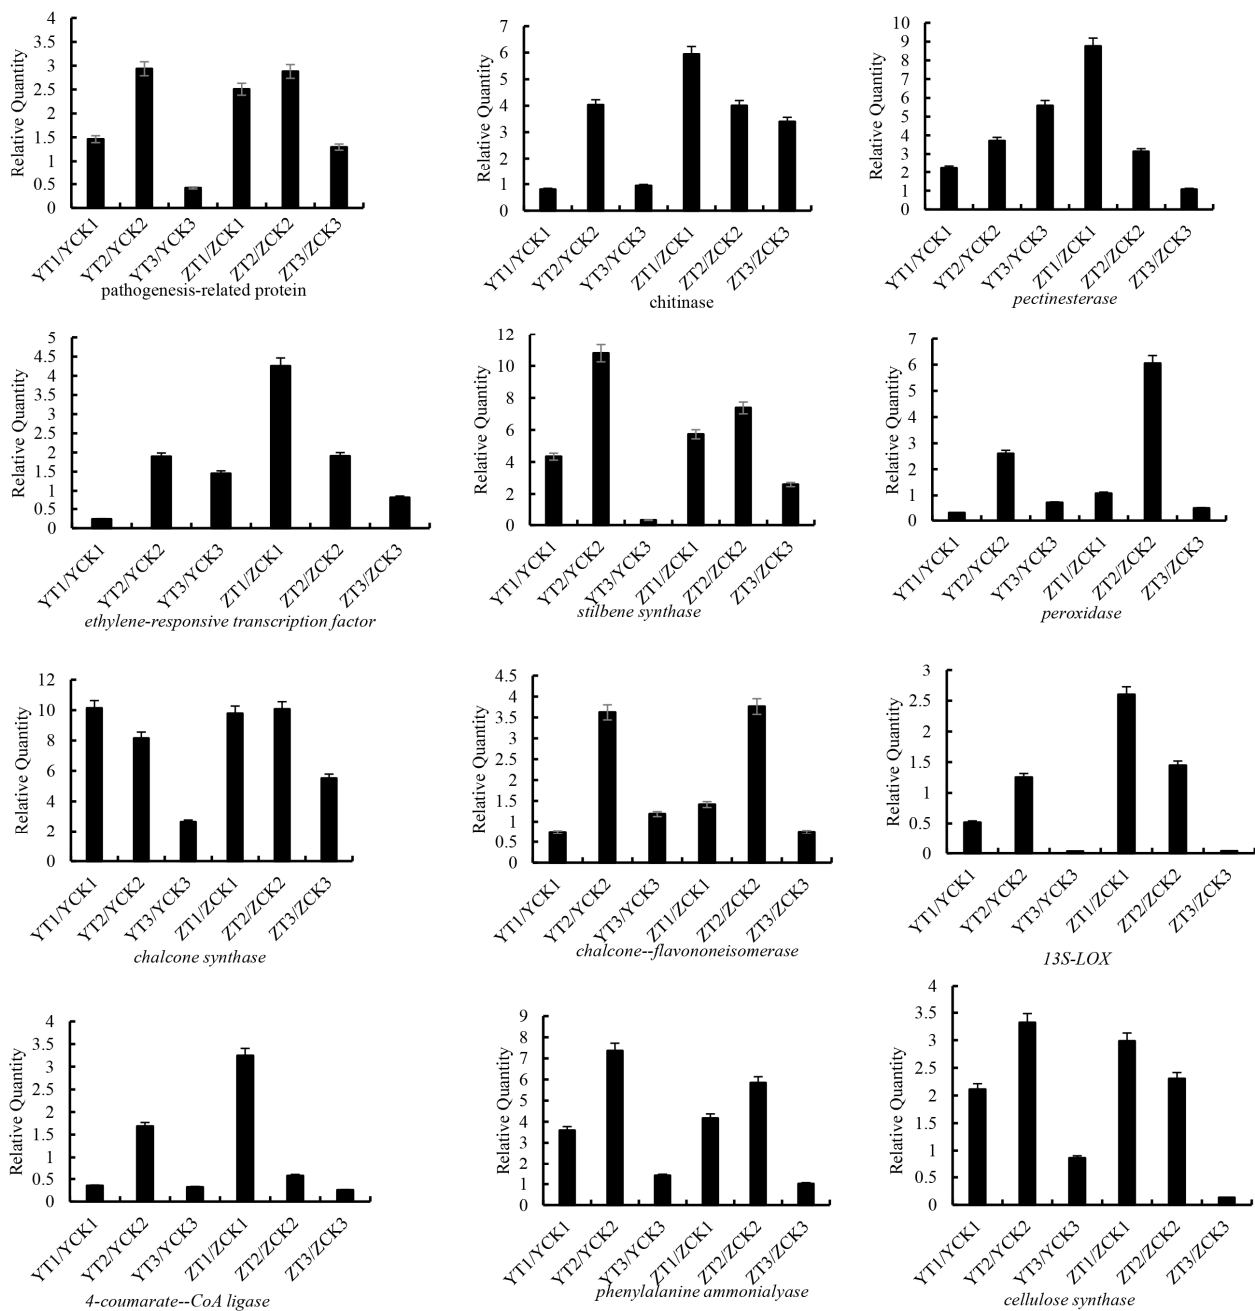 4
3.5
3
2.5
2
1.5
1
0.5
0
Relative Quantity
YT1/YCK1
YT2/YCK2
YT3/YCK3
ZT1/ZCK1
ZT2/ZCK2
ZT3/ZCK3
pathogenesis-related protein
7
6
5
4
3
2
1
0
Relative Quantity
YT1/YCK1
YT2/YCK2
YT3/YCK3
ZT1/ZCK1
ZT2/ZCK2
ZT3/ZCK3
chitinase
10
9
8
7
6
5
4
3
2
1
0
Relative Quantity
YT1/YCK1
YT2/YCK2
YT3/YCK3
ZT1/ZCK1
ZT2/ZCK2
ZT3/ZCK3
pectinesterase
5
4.5
4
3.5
3
2.5
2
1.5
1
0.5
0
Relative Quantity
YT1/YCK1
YT2/YCK2
YT3/YCK3
ZT1/ZCK1
ZT2/ZCK2
ZT3/ZCK3
ethylene-responsive transcription factor
12
10
8
6
4
2
0
Relative Quantity
YT1/YCK1
YT2/YCK2
YT3/YCK3
ZT1/ZCK1
ZT2/ZCK2
ZT3/ZCK3
stilbene synthase
7
6
5
4
3
2
1
0
Relative Quantity
YT1/YCK1
YT2/YCK2
YT3/YCK3
ZT1/ZCK1
ZT2/ZCK2
ZT3/ZCK3
peroxidase
12
10
8
6
4
2
0
Relative Quantity
YT1/YCK1
YT2/YCK2
YT3/YCK3
ZT1/ZCK1
ZT2/ZCK2
ZT3/ZCK3
chalcone synthase
4.5
4
3.5
3
2.5
2
1.5
1
0.5
0
Relative Quantity
YT1/YCK1
YT2/YCK2
YT3/YCK3
ZT1/ZCK1
ZT2/ZCK2
ZT3/ZCK3
chalcone--flavononeisomerase
3
2.5
2
1.5
1
0.5
0
Relative Quantity
YT1/YCK1
YT2/YCK2
YT3/YCK3
ZT1/ZCK1
ZT2/ZCK2
ZT3/ZCK3
13S-LOX
4
3.5
3
2.5
2
1.5
1
0.5
0
Relative Quantity
YT1/YCK1
YT2/YCK2
YT3/YCK3
ZT1/ZCK1
ZT2/ZCK2
ZT3/ZCK3
4-coumarate--CoA ligase
9
8
7
6
5
4
3
2
1
0
Relative Quantity
YT1/YCK1
YT2/YCK2
YT3/YCK3
ZT1/ZCK1
ZT2/ZCK2
ZT3/ZCK3
phenylalanine ammonialyase
4
3.5
3
2.5
2
1.5
1
0.5
0
Relative Quantity
YT1/YCK1
YT2/YCK2
YT3/YCK3
ZT1/ZCK1
ZT2/ZCK2
ZT3/ZCK3
cellulose synthase